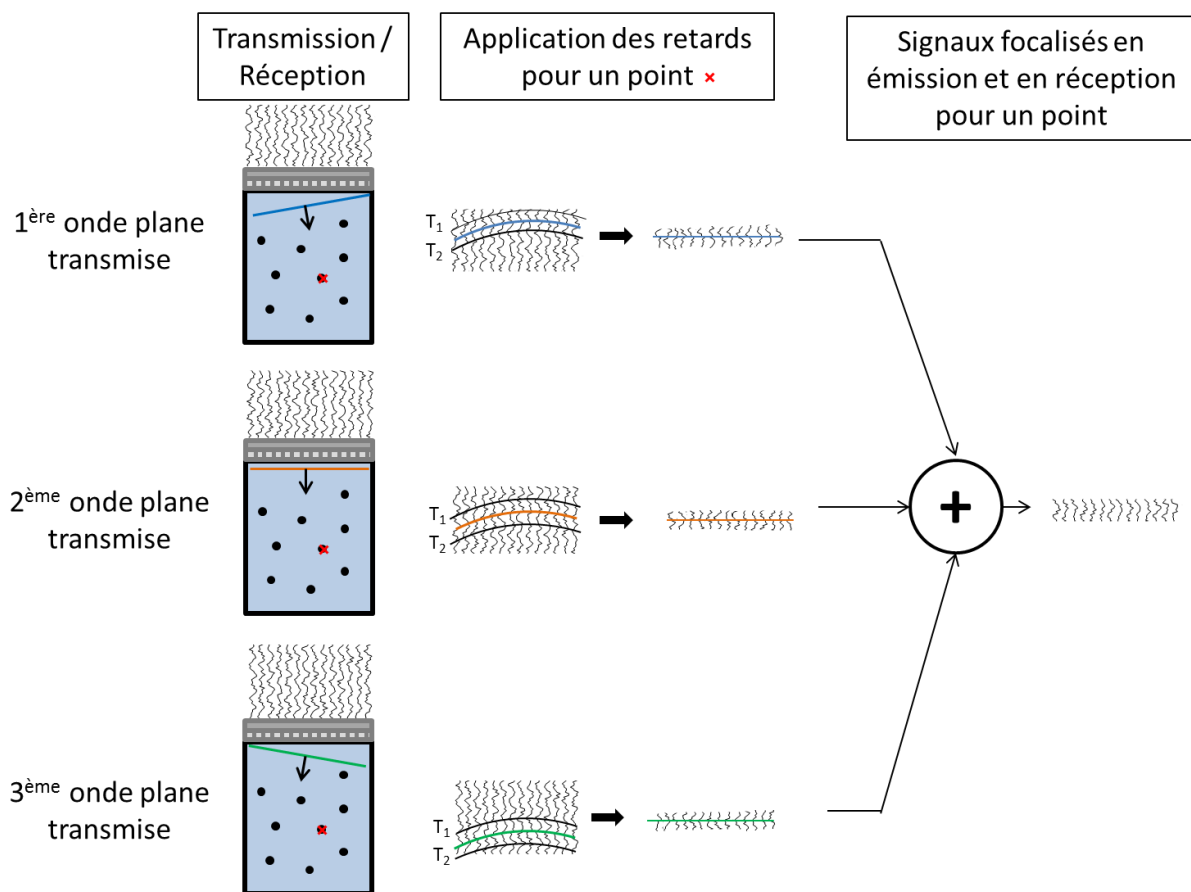 Transmission /
Réception
Application des retards
pour un point ×
Signaux focalisés en
émission et en réception
pour un point
1ère onde plane
transmise
T1
T2
2ème onde plane
transmise
T1
T2
+
3ème onde plane
transmise
T1
T2